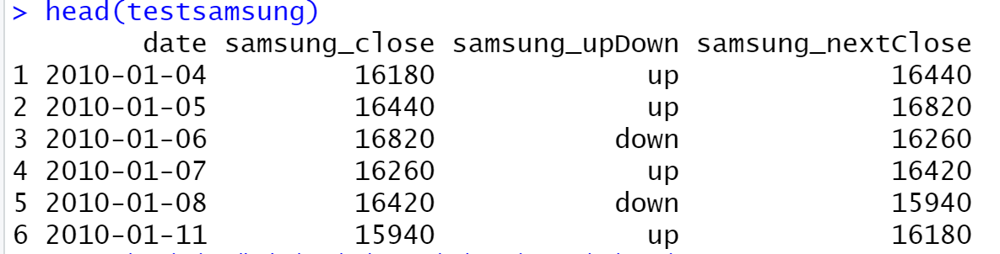 > head(testsamsung)
date samsung_close samsung_upDown samsung_nextClose
1 2010-01-04 16180 up 16440
2 2010-01-05 16440 up 16820
3 2010-01-06 16820 down 16260
4 2010-01-07 16260 up 16420
5 2010-01-08 16420 down 15940
6 2010-01-11 15940 up 16180